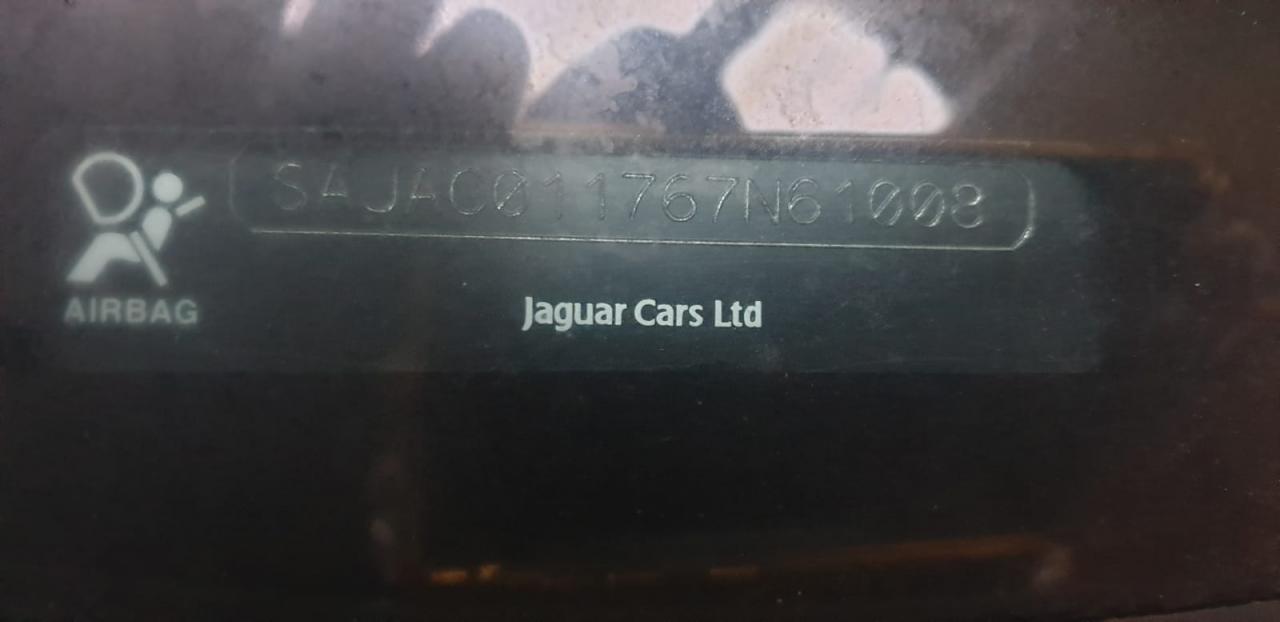 SAJAC011767N61008
AIRBAG
Jaguar Cars Ltd